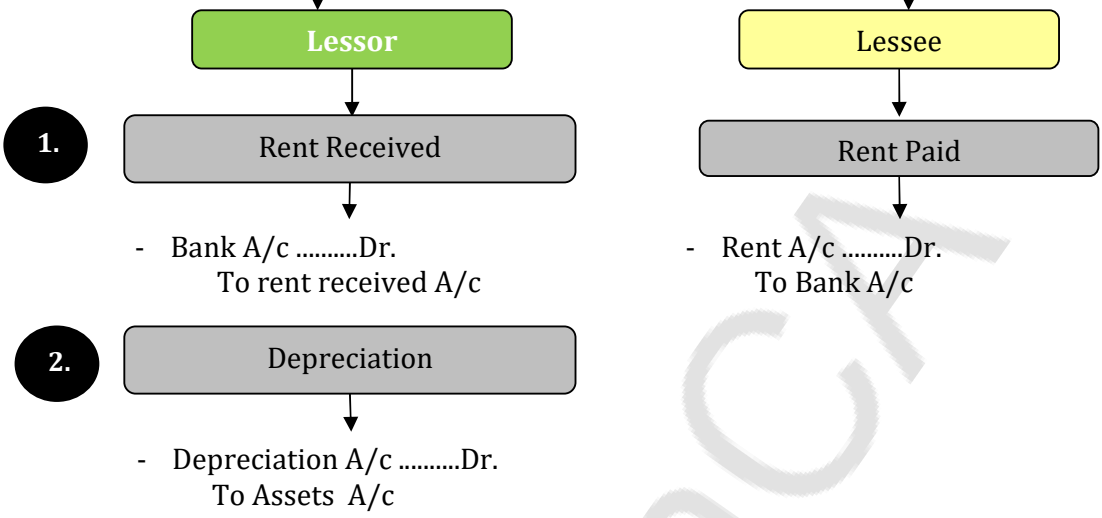 Lessor
Lessee
1.
Rent Received
Rent Paid
- Bank A/c ..........Dr.
To rent received A/c
- Rent A/c ..........Dr.
To Bank A/c
2.
Depreciation
- Depreciation A/c ..........Dr.
To Assets A/c
CA